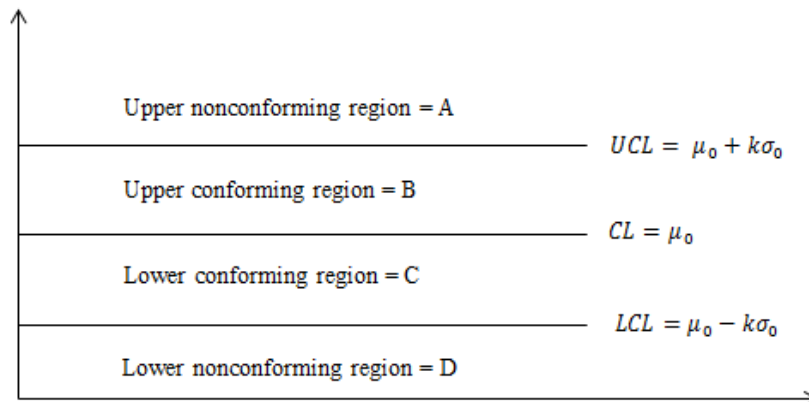 Upper nonconforming region = A
UCL = μ₀ + kσ₀
Upper conforming region = B
CL = μ₀
Lower conforming region = C
LCL = μ₀ − kσ₀
Lower nonconforming region = D